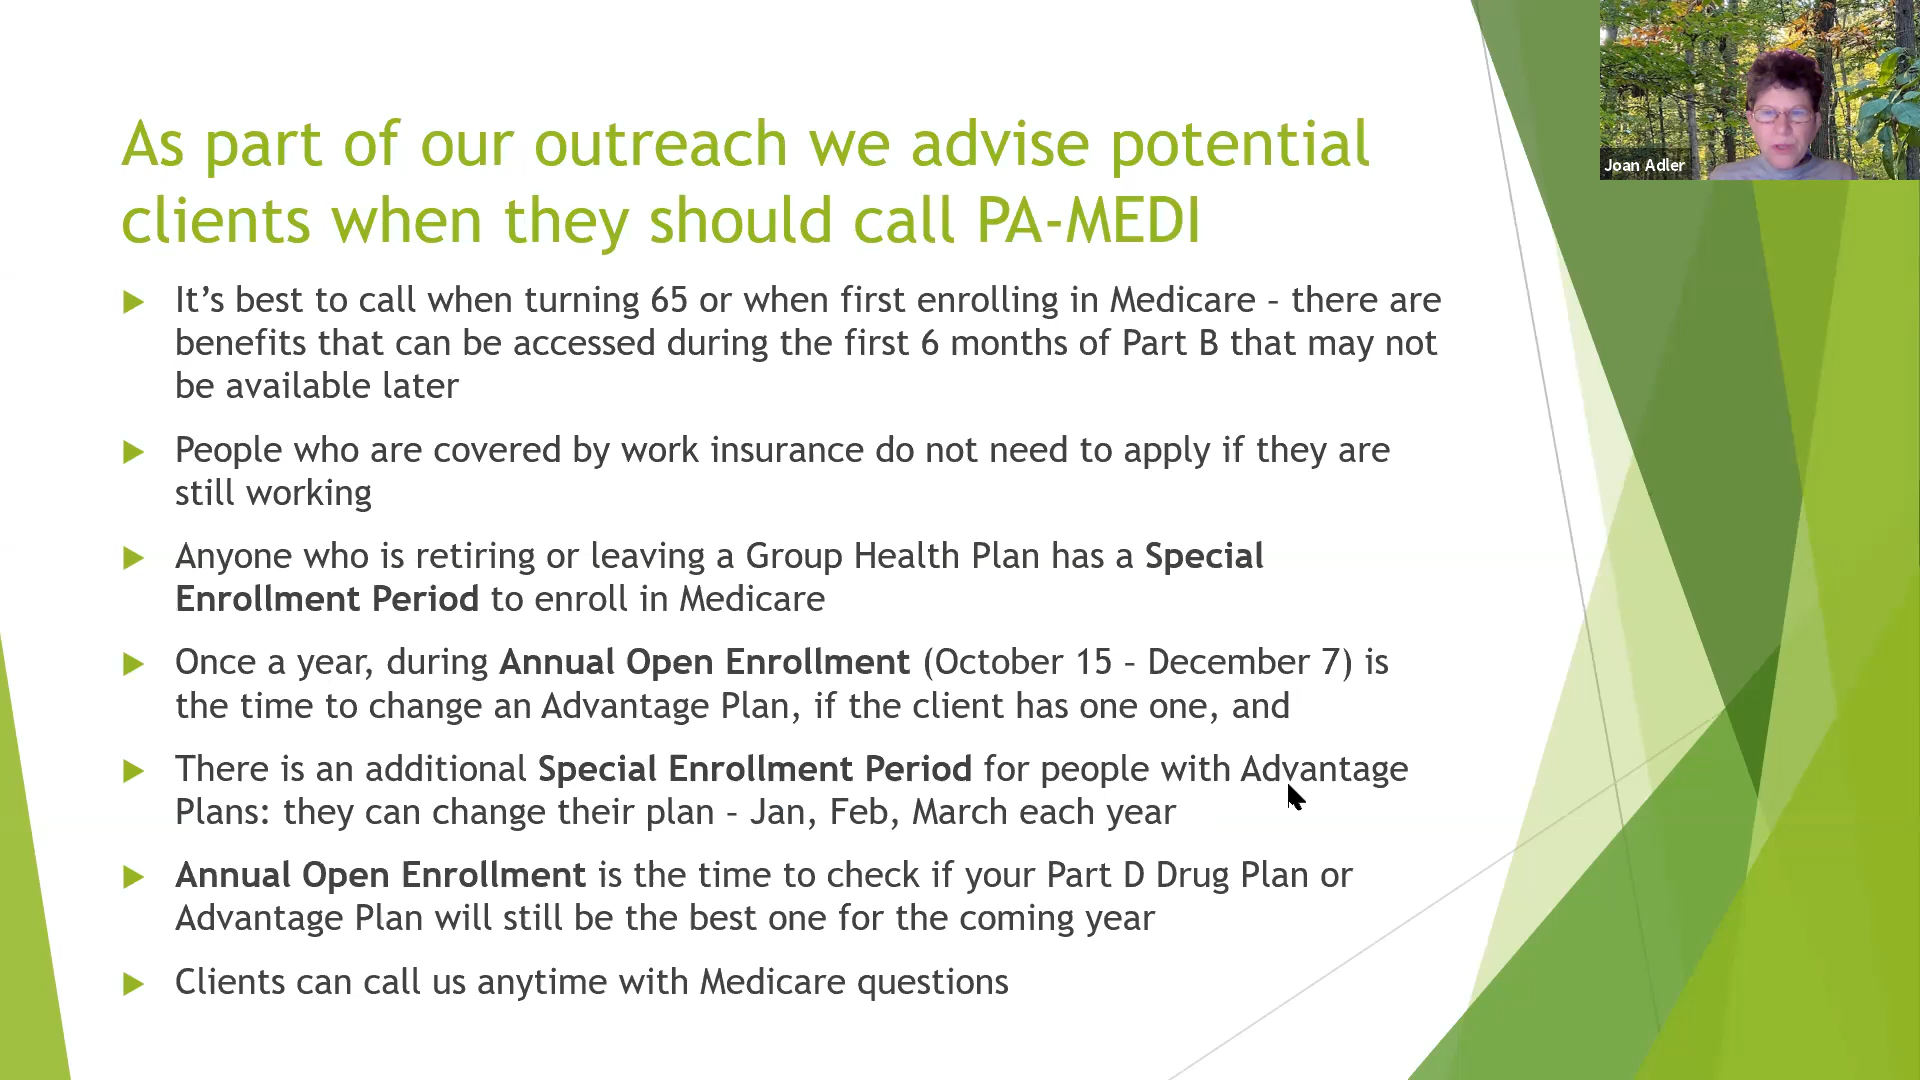 As part of our outreach we advise potential
clients when they should call PA-MEDI
It’s best to call when turning 65 or when first enrolling in Medicare – there are
benefits that can be accessed during the first 6 months of Part B that may not
be available later
People who are covered by work insurance do not need to apply if they are
still working
Anyone who is retiring or leaving a Group Health Plan has a Special
Enrollment Period to enroll in Medicare
Once a year, during Annual Open Enrollment (October 15 – December 7) is
the time to change an Advantage Plan, if the client has one one, and
There is an additional Special Enrollment Period for people with Advantage
Plans: they can change their plan – Jan, Feb, March each year
Annual Open Enrollment is the time to check if your Part D Drug Plan or
Advantage Plan will still be the best one for the coming year
Clients can call us anytime with Medicare questions
Joan Adler